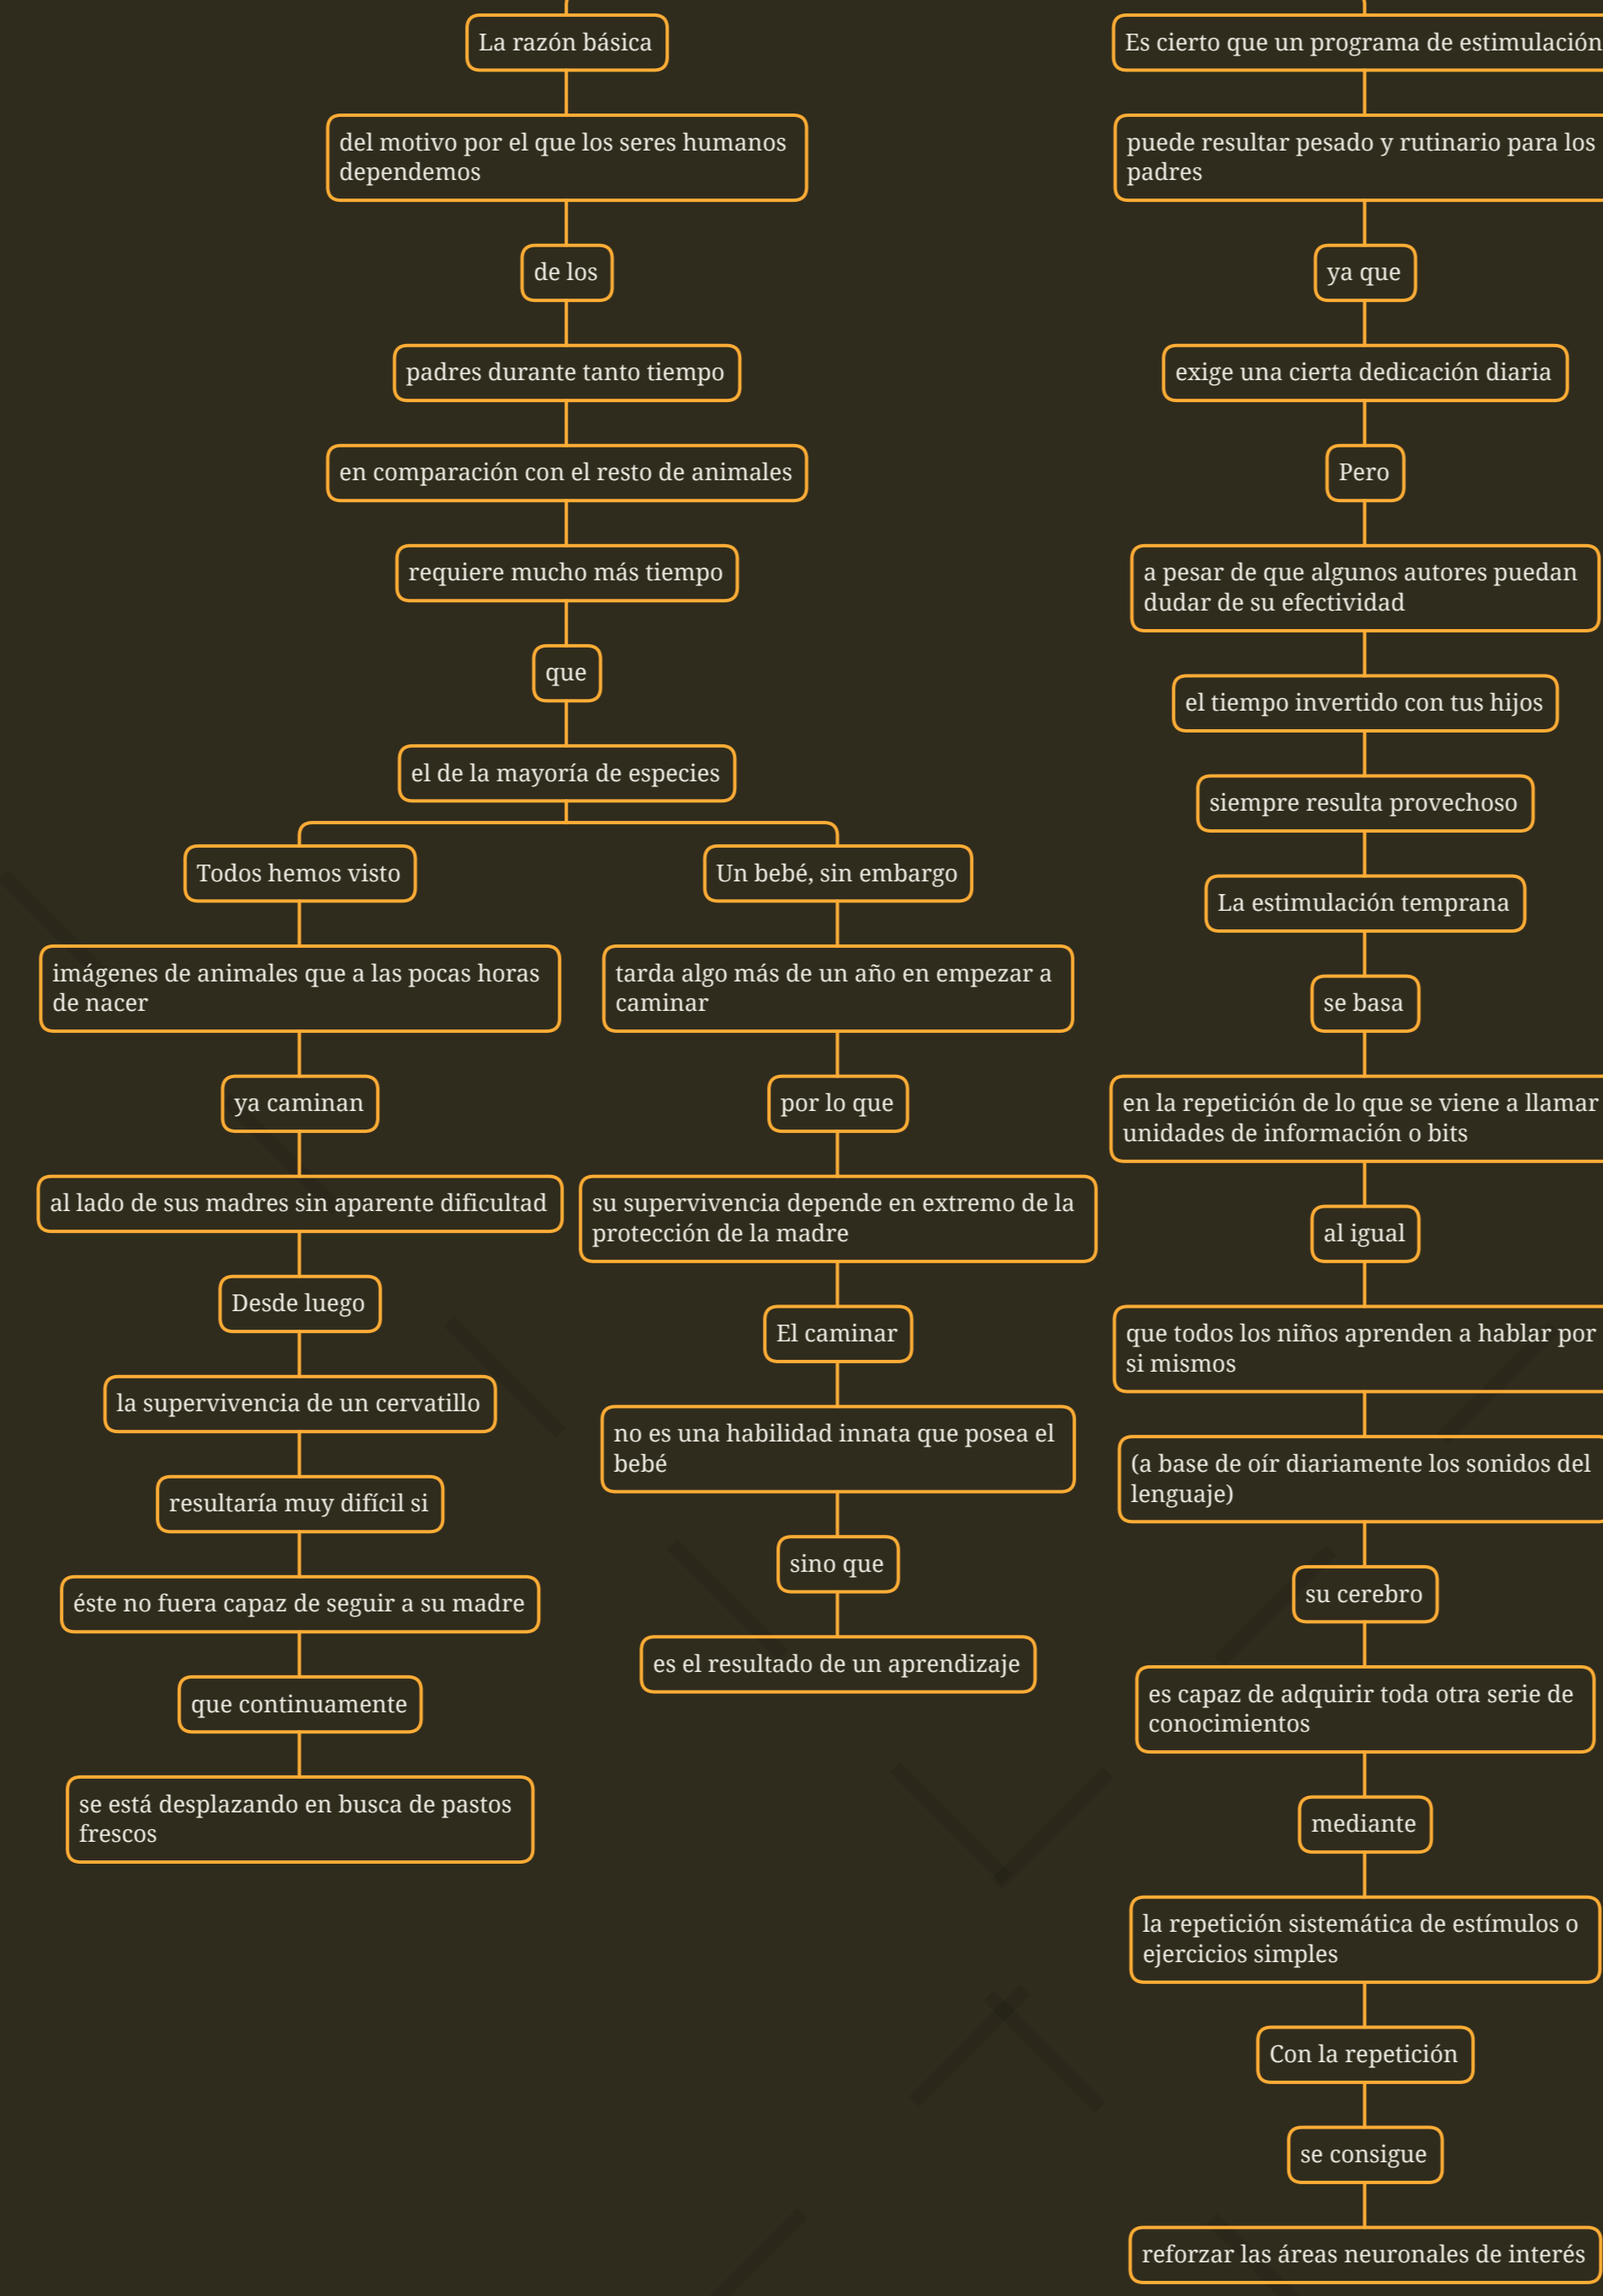 La razón básica
del motivo por el que los seres humanos
dependemos
de los
padres durante tanto tiempo
en comparación con el resto de animales
requiere mucho más tiempo
que
el de la mayoría de especies
Todos hemos visto
imágenes de animales que a las pocas horas
de nacer
ya caminan
al lado de sus madres sin aparente dificultad
Desde luego
la supervivencia de un cervatillo
resultaría muy difícil si
éste no fuera capaz de seguir a su madre
que continuamente
se está desplazando en busca de pastos
frescos
Un bebé, sin embargo
tarda algo más de un año en empezar a
caminar
por lo que
su supervivencia depende en extremo de la
protección de la madre
El caminar
no es una habilidad innata que posea el
bebé
sino que
es el resultado de un aprendizaje
Es cierto que un programa de estimulación
puede resultar pesado y rutinario para los
padres
ya que
exige una cierta dedicación diaria
Pero
a pesar de que algunos autores puedan
dudar de su efectividad
el tiempo invertido con tus hijos
siempre resulta provechoso
La estimulación temprana
se basa
en la repetición de lo que se viene a llamar
unidades de información o bits
al igual
que todos los niños aprenden a hablar por
si mismos
(a base de oír diariamente los sonidos del
lenguaje)
su cerebro
es capaz de adquirir toda otra serie de
conocimientos
mediante
la repetición sistemática de estímulos o
ejercicios simples
Con la repetición
se consigue
reforzar las áreas neuronales de interés